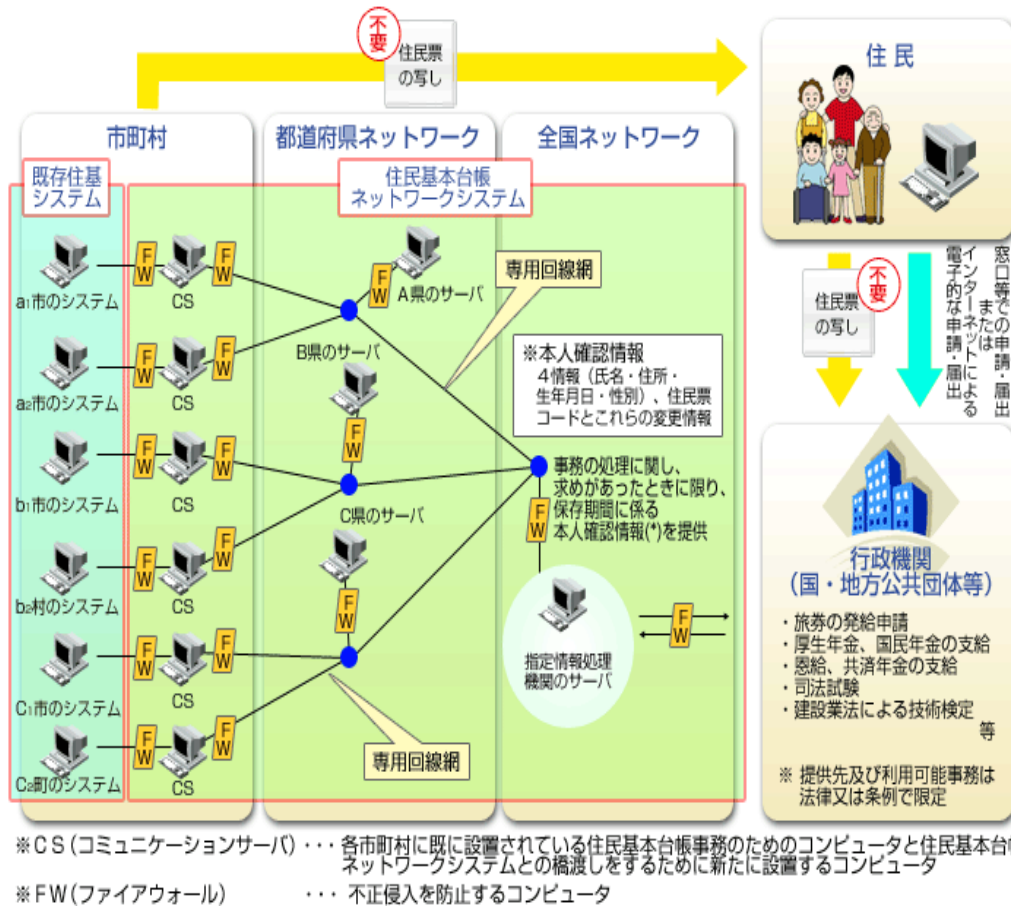 不要
住民票
の写し
住 民
市町村
都道府県ネットワーク
全国ネットワーク
既存住基
システム
住民基本台帳
ネットワークシステム
FW
CS
FW
a₁市のシステム
FW
A県のサーバ
専用回線網
FW
CS
FW
a₂市のシステム
B県のサーバ
FW
※本人確認情報
4情報（氏名・住所・
生年月日・性別）、住民票
コードとこれらの変更情報
FW
CS
FW
b₁市のシステム
C県のサーバ
FW
事務の処理に関し、
求めがあったときに限り、
保存期間に係る
本人確認情報(*)を提供
FW
FW
CS
FW
b₂村のシステム
指定情報処理
機関のサーバ
FW
FW
CS
FW
C₁市のシステム
FW
CS
FW
C₂町のシステム
専用回線網
住民票
の写し
不要
窓口等での申請・届出
または
インターネットによる
電子的な申請・届出
行政機関
（国・地方公共団体等）
・旅券の発給申請
・厚生年金、国民年金の支給
・恩給、共済年金の支給
・司法試験
・建設業法による技術検定
等
※ 提供先及び利用可能事務は
法律又は条例で限定
※CS(コミュニケーションサーバ)・・・ 各市町村に既に設置されている住民基本台帳事務のためのコンピュータと住民基本台
ネットワークシステムとの橋渡しをするために新たに設置するコンピュータ
※FW(ファイアウォール) ・・・ 不正侵入を防止するコンピュータ